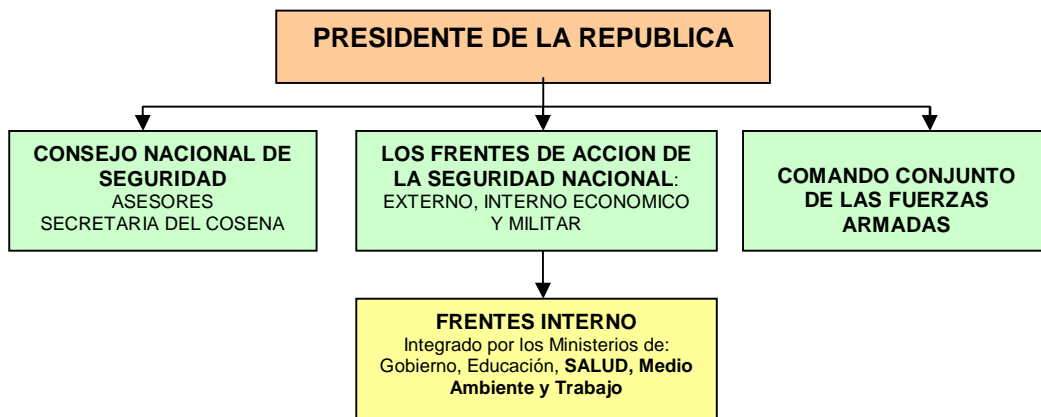 PRESIDENTE DE LA REPUBLICA
CONSEJO NACIONAL DE
SEGURIDAD
ASESORES
SECRETARIA DEL COSENA
LOS FRENTES DE ACCION DE
LA SEGURIDAD NACIONAL:
EXTERNO, INTERNO ECONOMICO
Y MILITAR
COMANDO CONJUNTO
DE LAS FUERZAS
ARMADAS
FRENTES INTERNO
Integrado por los Ministerios de:
Gobierno, Educación, SALUD, Medio
Ambiente y Trabajo